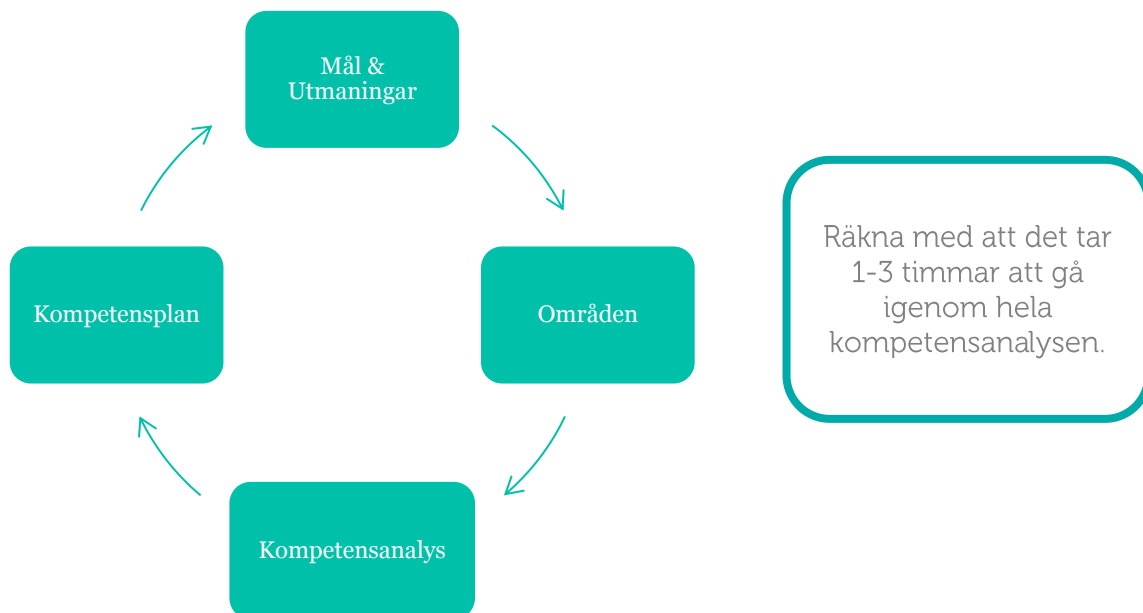 Mål &
Utmaningar
Områden
Kompetensanalys
Kompetensplan
Räkna med att det tar
1-3 timmar att gå
igenom hela
kompetensanalysen.